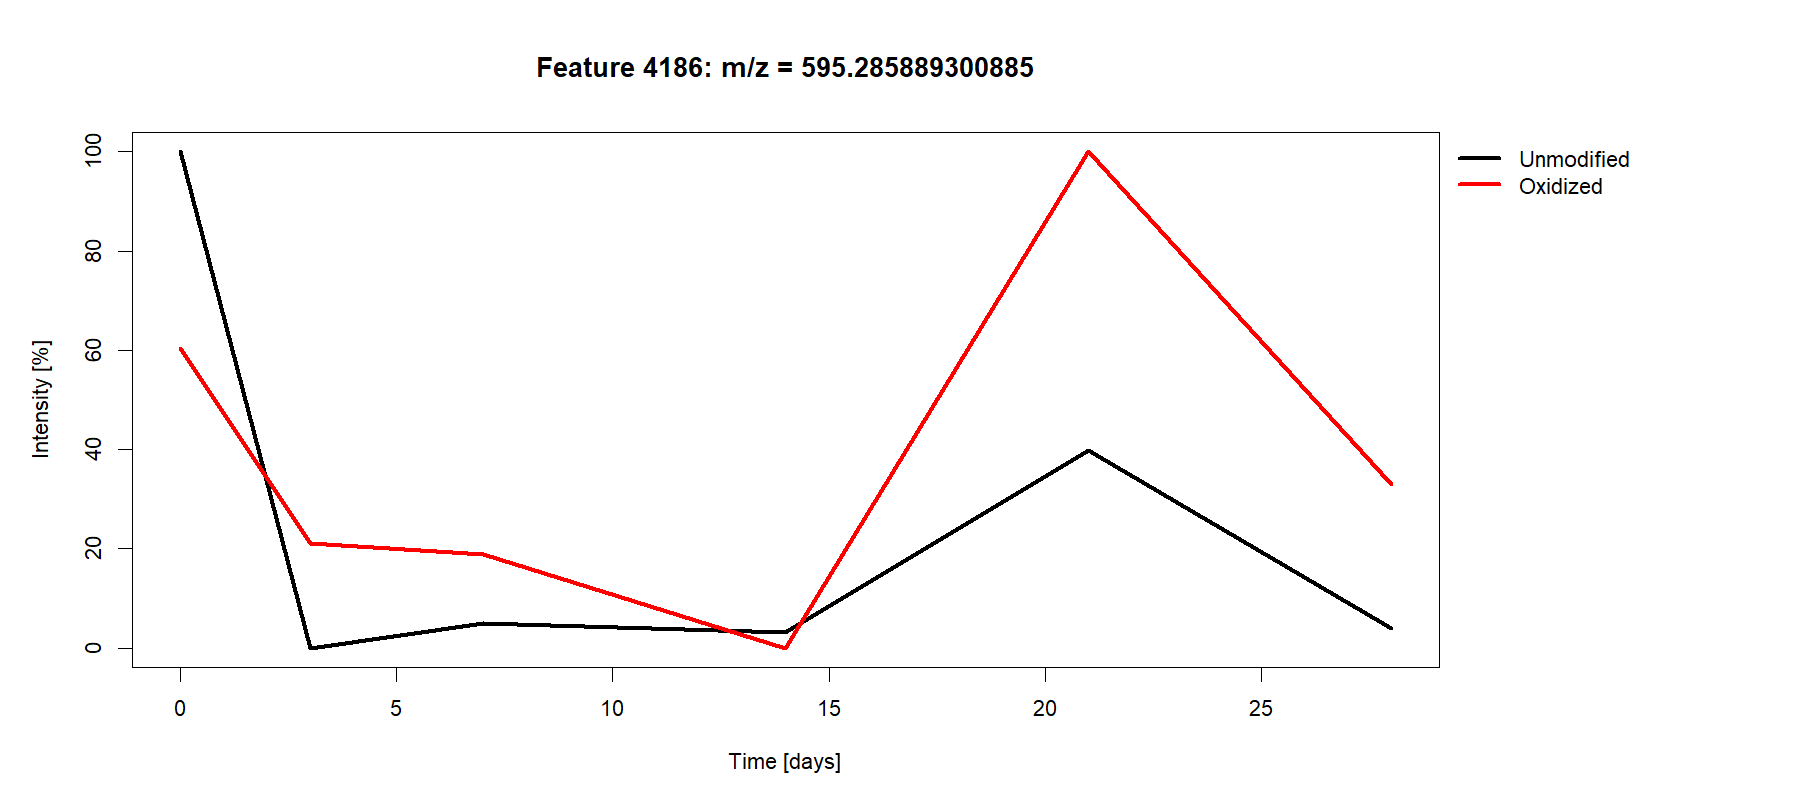 Feature 4186: m/z = 595.285889300885
Unmodified
Oxidized
Intensity [%]
100
80
60
40
20
0
0 5 10 15 20 25
Time [days]